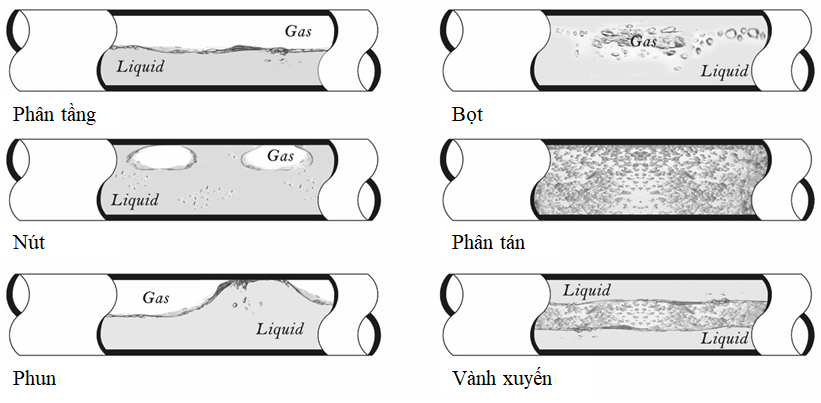 Gas
Liquid
Phân tầng
Gas
Liquid
Bọt
Gas
Liquid
Nút
Phân tán
Gas
Liquid
Phun
Liquid
Liquid
Vành xuyến